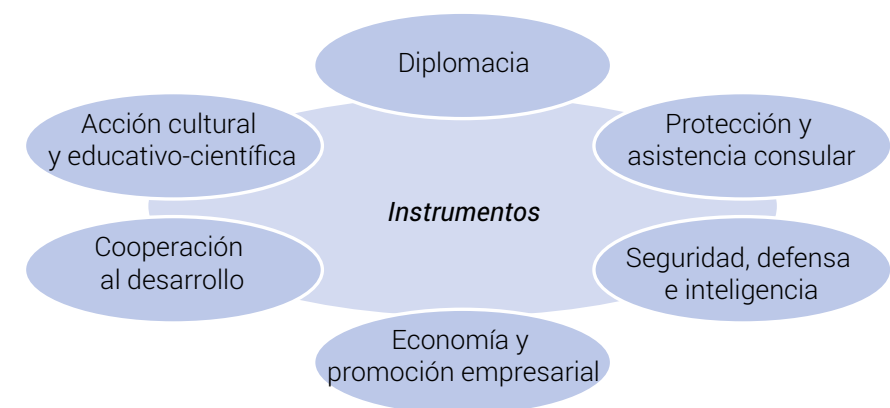 Diplomacia
Acción cultural
y educativo-científica
Protección y
asistencia consular
Instrumentos
Cooperación
al desarrollo
Seguridad, defensa
e inteligencia
Economía y
promoción empresarial